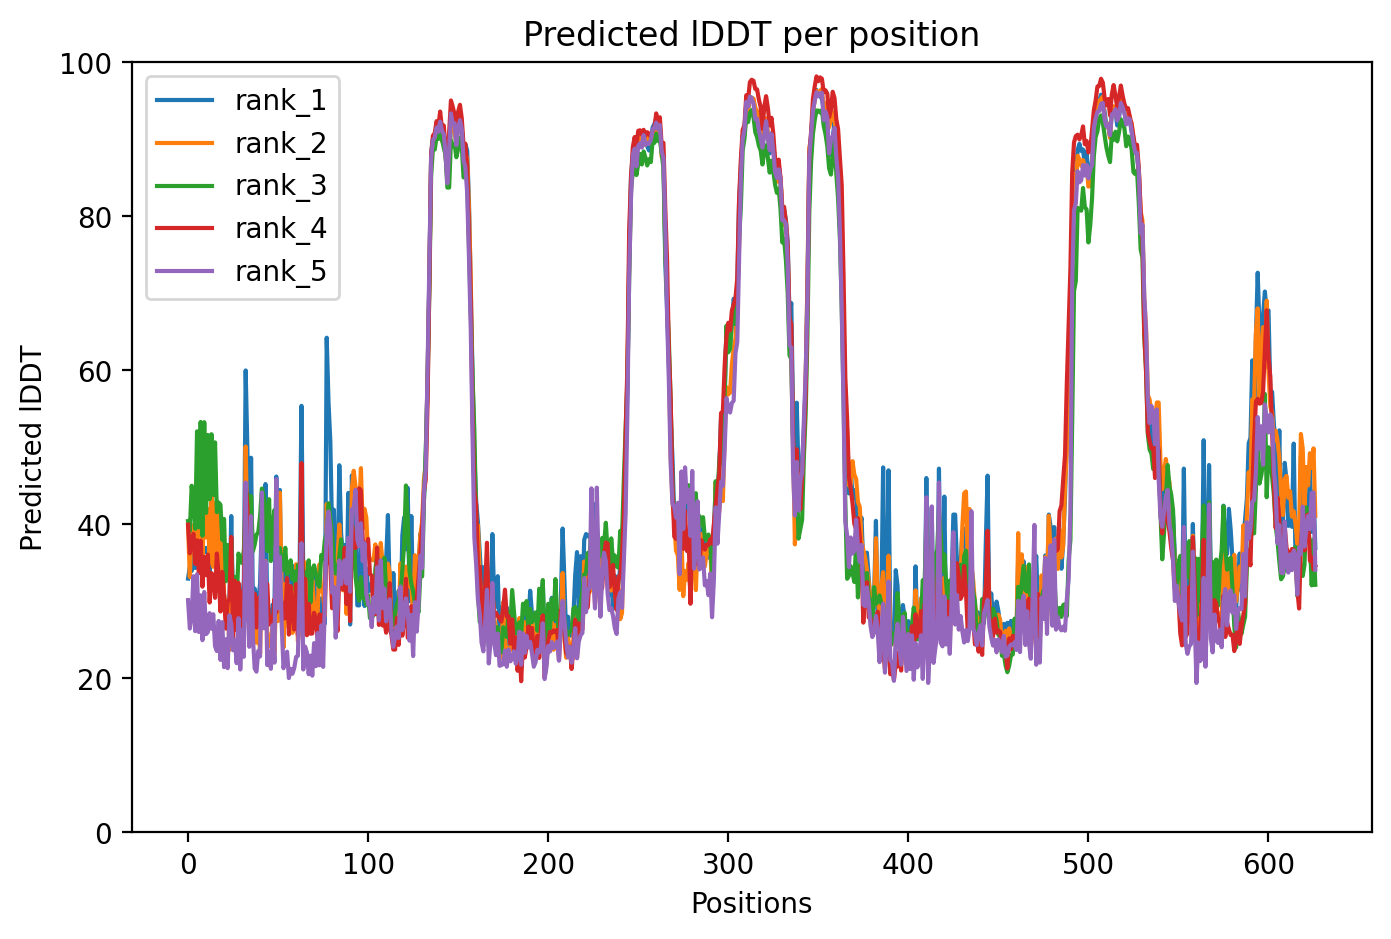 Predicted lDDT per position
Predicted lDDT
100
80
60
40
20
0
rank_1
rank_2
rank_3
rank_4
rank_5
0 100 200 300 400 500 600
Positions